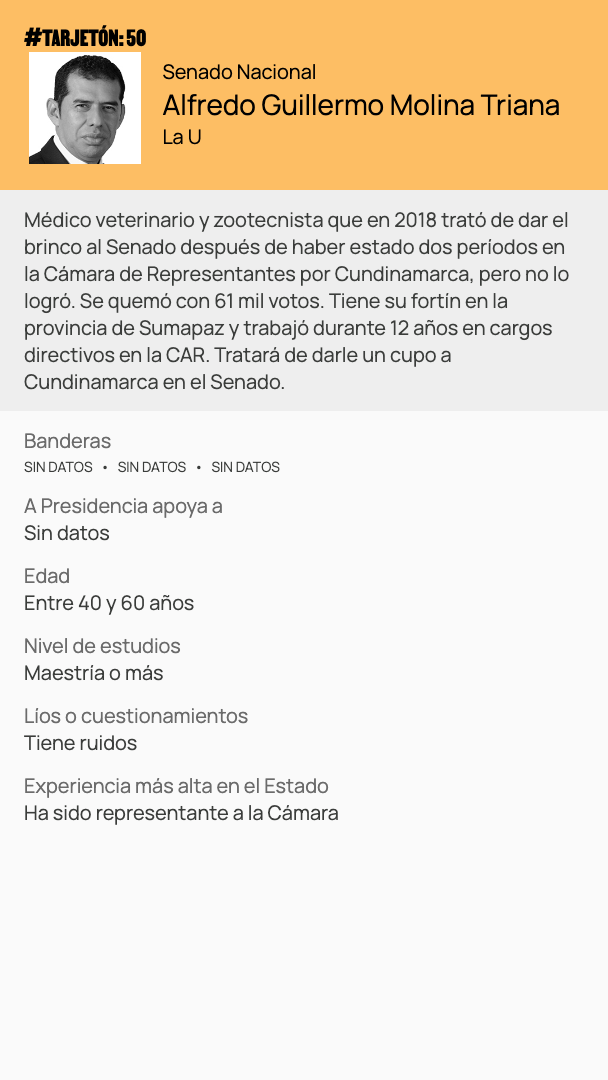 #TARJETÓN: 50
Senado Nacional
Alfredo Guillermo Molina Triana
La U
Médico veterinario y zootecnista que en 2018 trató de dar el
brinco al Senado después de haber estado dos períodos en
la Cámara de Representantes por Cundinamarca, pero no lo
logró. Se quemó con 61 mil votos. Tiene su fortín en la
provincia de Sumapaz y trabajó durante 12 años en cargos
directivos en la CAR. Tratará de darle un cupo a
Cundinamarca en el Senado.
Banderas
SIN DATOS • SIN DATOS • SIN DATOS
A Presidencia apoya a
Sin datos
Edad
Entre 40 y 60 años
Nivel de estudios
Maestría o más
Líos o cuestionamientos
Tiene ruidos
Experiencia más alta en el Estado
Ha sido representante a la Cámara